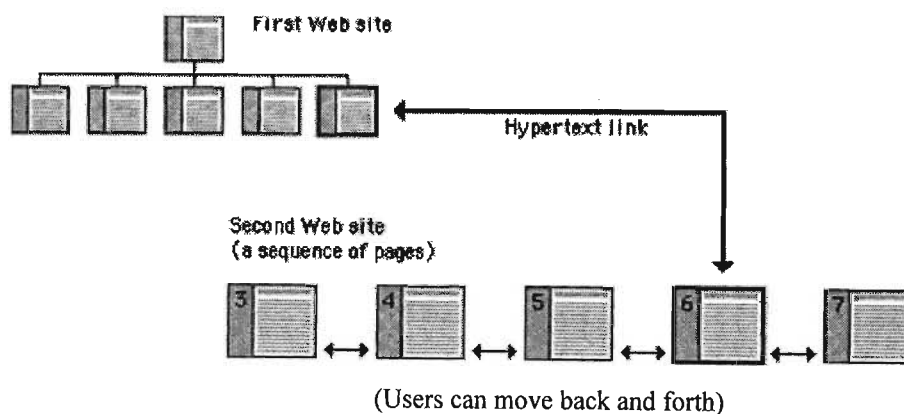 First Web site
Hypertext link
Second Web site
(a sequence of pages)
3 4 5 6 7
(Users can move back and forth)